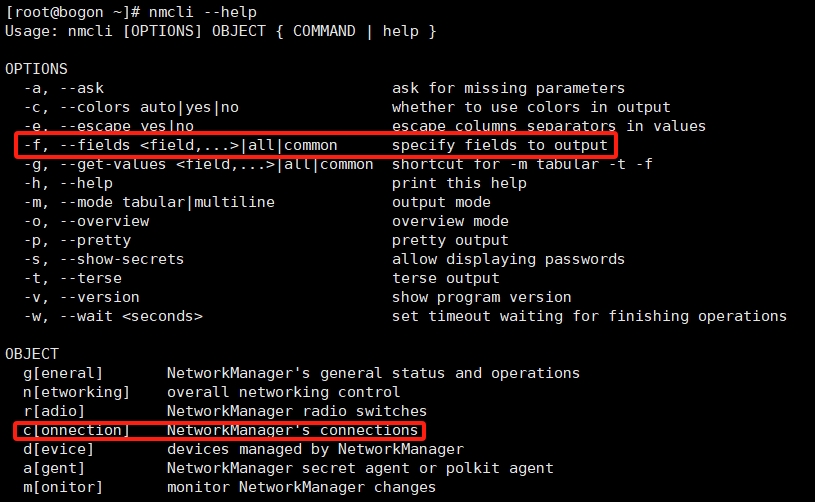 [root@bogon ~]# nmcli --help
Usage: nmcli [OPTIONS] OBJECT { COMMAND | help }

OPTIONS
  -a, --ask                                ask for missing parameters
  -c, --colors auto|yes|no                 whether to use colors in output
  -e, --escape yes|no                      escape columns separators in values
  -f, --fields <field,...>|all|common      specify fields to output
  -g, --get-values <field,...>|all|common  shortcut for -m tabular -t -f
  -h, --help                               print this help
  -m, --mode tabular|multiline             output mode
  -o, --overview                           overview mode
  -p, --pretty                             pretty output
  -s, --show-secrets                       allow displaying passwords
  -t, --terse                              terse output
  -v, --version                            show program version
  -w, --wait <seconds>                     set timeout waiting for finishing operations

OBJECT
  g[eneral]       NetworkManager's general status and operations
  n[etworking]    overall networking control
  r[adio]         NetworkManager radio switches
  c[onnection]    NetworkManager's connections
  d[evice]        devices managed by NetworkManager
  a[gent]         NetworkManager secret agent or polkit agent
  m[onitor]       monitor NetworkManager changes